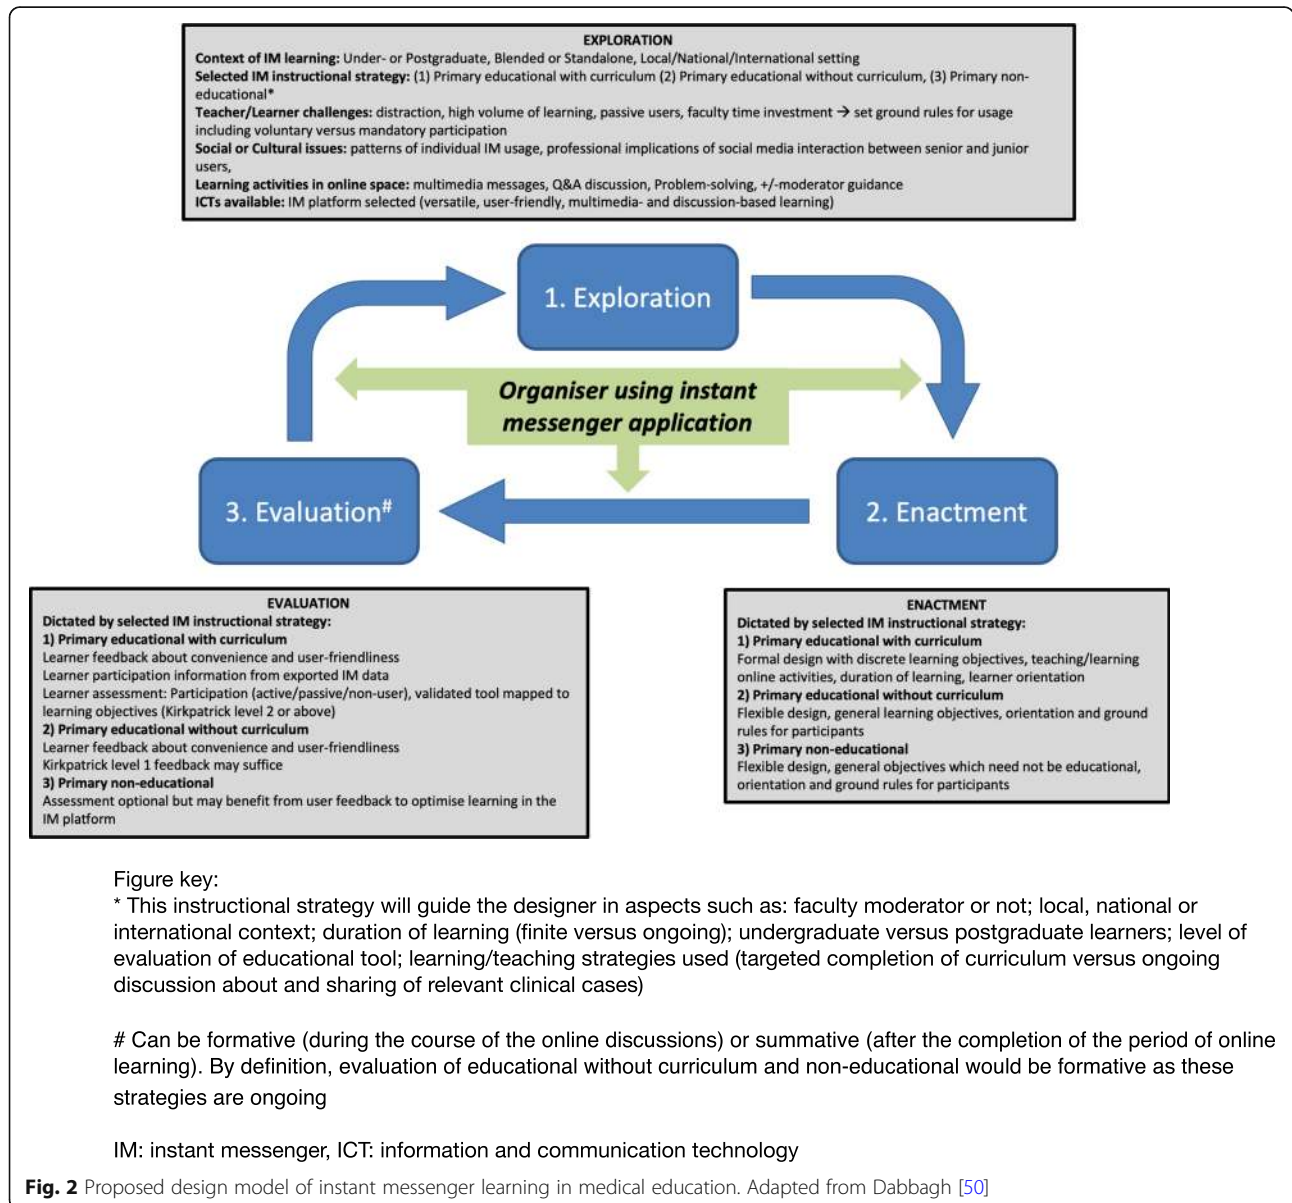 EXPLORATION
Context of IM learning: Under- or Postgraduate, Blended or Standalone, Local/National/International setting
Selected IM instructional strategy: (1) Primary educational with curriculum (2) Primary educational without curriculum, (3) Primary non-
educational*
Teacher/Learner challenges: distraction, high volume of learning, passive users, faculty time investment → set ground rules for usage
including voluntary versus mandatory participation
Social or Cultural issues: patterns of individual IM usage, professional implications of social media interaction between senior and junior
users,
Learning activities in online space: multimedia messages, Q&A discussion, Problem-solving, +/-moderator guidance
ICTs available: IM platform selected (versatile, user-friendly, multimedia- and discussion-based learning)
1. Exploration
Organiser using instant
messenger application
3. Evaluation#
2. Enactment
EVALUATION
Dictated by selected IM instructional strategy:
1) Primary educational with curriculum
Learner feedback about convenience and user-friendliness
Learner participation information from exported IM data
Learner assessment: Participation (active/passive/non-user), validated tool mapped to
learning objectives (Kirkpatrick level 2 or above)
2) Primary educational without curriculum
Learner feedback about convenience and user-friendliness
Kirkpatrick level 1 feedback may suffice
3) Primary non-educational
Assessment optional but may benefit from user feedback to optimise learning in the
IM platform
ENACTMENT
Dictated by selected IM instructional strategy:
1) Primary educational with curriculum
Formal design with discrete learning objectives, teaching/learning
online activities, duration of learning, learner orientation
2) Primary educational without curriculum
Flexible design, general learning objectives, orientation and ground
rules for participants
3) Primary non-educational
Flexible design, general objectives which need not be educational,
orientation and ground rules for participants
Figure key:
* This instructional strategy will guide the designer in aspects such as: faculty moderator or not; local, national or
international context; duration of learning (finite versus ongoing); undergraduate versus postgraduate learners; level of
evaluation of educational tool; learning/teaching strategies used (targeted completion of curriculum versus ongoing
discussion about and sharing of relevant clinical cases)
# Can be formative (during the course of the online discussions) or summative (after the completion of the period of online
learning). By definition, evaluation of educational without curriculum and non-educational would be formative as these
strategies are ongoing
IM: instant messenger, ICT: information and communication technology
Fig. 2 Proposed design model of instant messenger learning in medical education. Adapted from Dabbagh [50]